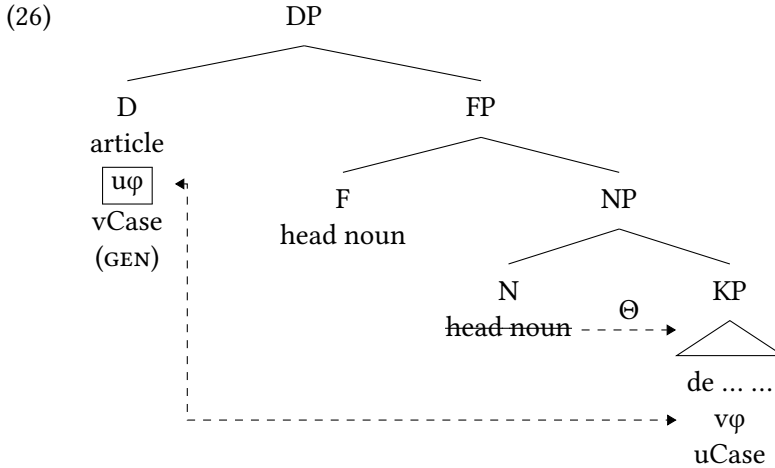 (26) DP
D FP
article
uφ F NP
vCase head noun
(GEN)
N KP
head noun Θ
de ... ...
vφ
uCase